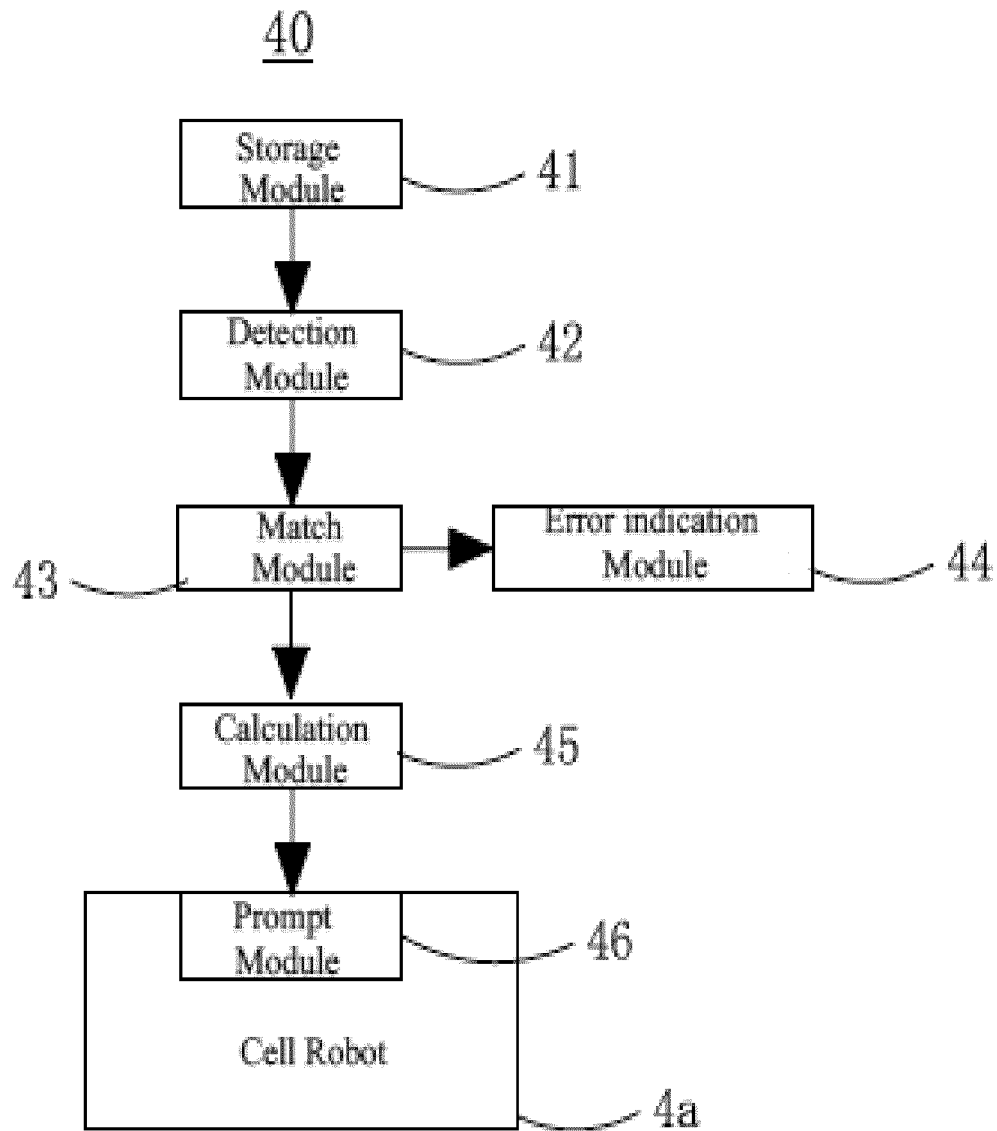 40
Storage
Module
41
Detection
Module
42
Match
Module
43
Error indication
Module
44
Calculation
Module
45
Prompt
Module
46
Cell Robot
4a